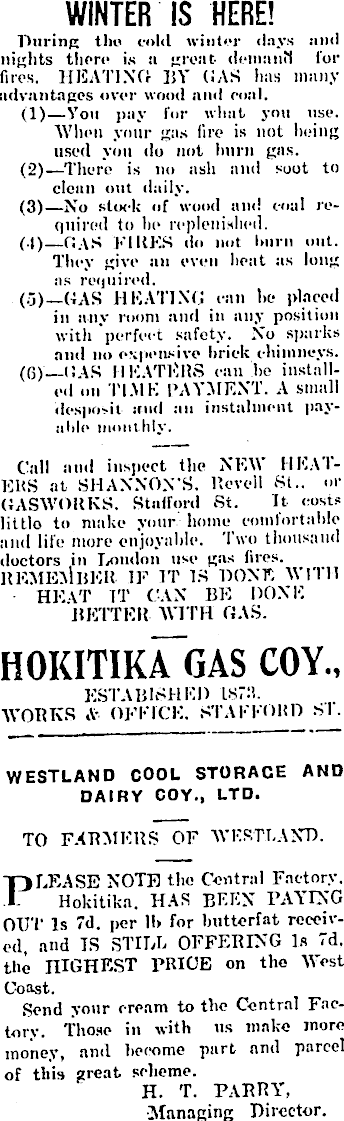 WINTER IS HERE!
During the cold winter days and
nights there is a great demand for
fires. HEATING BY GAS has many
advantages over wood and coal.
(1)—You pay for what you use.
When your gas fire is not being
used you do not burn gas.
(2)—There is no ash and soot to
clean out daily.
(3)—No stock of wood and coal re-
quired to be replenished.
(4)—GAS FIRES do not burn out.
They give an even heat as long
as required.
(5)—GAS HEATING can be placed
in any room and in any position
with perfect safety. No sparks
and no expensive brick chimneys.
(6)—GAS HEATERS can be install-
ed on TIME PAYMENT. A small
desposit and an instalment pay-
able monthly.
Call and inspect the NEW HEAT-
ERS at SHANNON'S, Revell St., or
GASWORKS, Stafford St. It costs
little to make your home comfortable
and life more enjoyable. Two thousand
doctors in London use gas fires.
REMEMBER IF IT IS DONE WITH
HEAT IT CAN BE DONE
BETTER WITH GAS.
HOKITIKA GAS COY.,
ESTABISHED 1873.
WORKS & OFFICE, STAFFORD ST.
WESTLAND COOL STORAGE AND
DAIRY COY., LTD.
TO FARMERS OF WESTLAND.
PLEASE NOTE the Central Factory,
Hokitika, HAS BEEN PAYING
OUT 1s 7d. per lb for butterfat receiv-
ed, and IS STILL OFFERING 1s 7d.
the HIGHEST PRICE on the West
Coast.
Send your cream to the Central Fac-
tory. Those in with us make more
money, and become part and parcel
of this great scheme.
H. T. PARRY,
Managing Director.